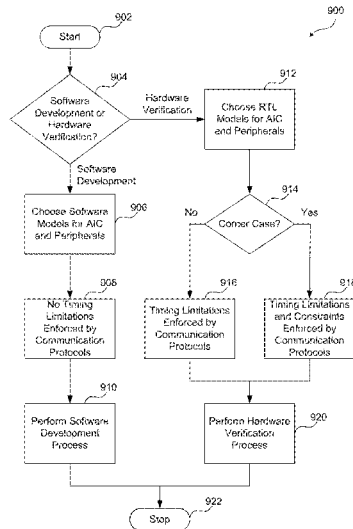 900
902
Start
904
Software
Development or
Hardware
Verification?
Hardware
Verification
912
Choose RTL
Models for AIC
and Peripherals
Software
Development
906
Choose Software
Models for AIC
and Peripherals
914
No
Corner Case?
Yes
908
No Timing
Limitations
Enforced by
Communication
Protocols
916
Timing Limitations
Enforced by
Communication
Protocols
918
Timing Limitations
and Constraints
Enforced by
Communication
Protocols
910
Perform Software
Development
Process
920
Perform Hardware
Verification
Process
922
Stop